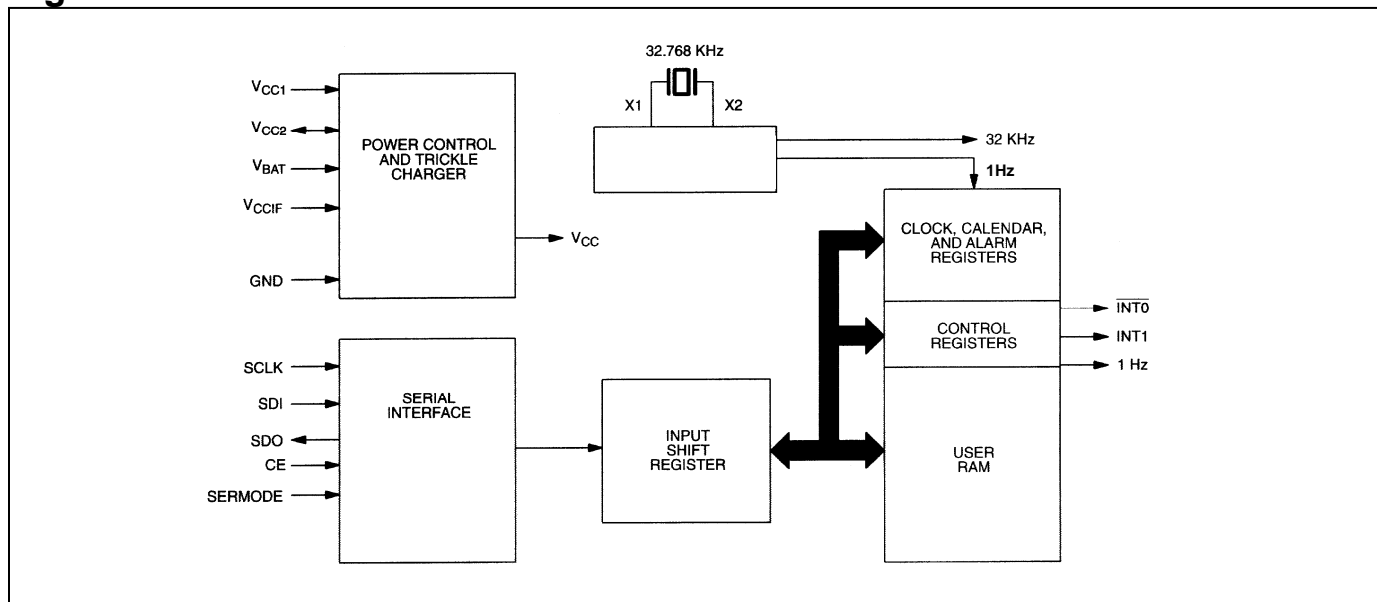 32.768 KHz
X1
X2
32 KHz
1Hz
VCC1
VCC2
VBAT
VCCIF
GND
POWER CONTROL
AND TRICKLE
CHARGER
VCC
CLOCK, CALENDAR,
AND ALARM
REGISTERS
CONTROL
REGISTERS
INT0
INT1
1 Hz
USER
RAM
SCLK
SDI
SDO
CE
SERMODE
SERIAL
INTERFACE
INPUT
SHIFT
REGISTER